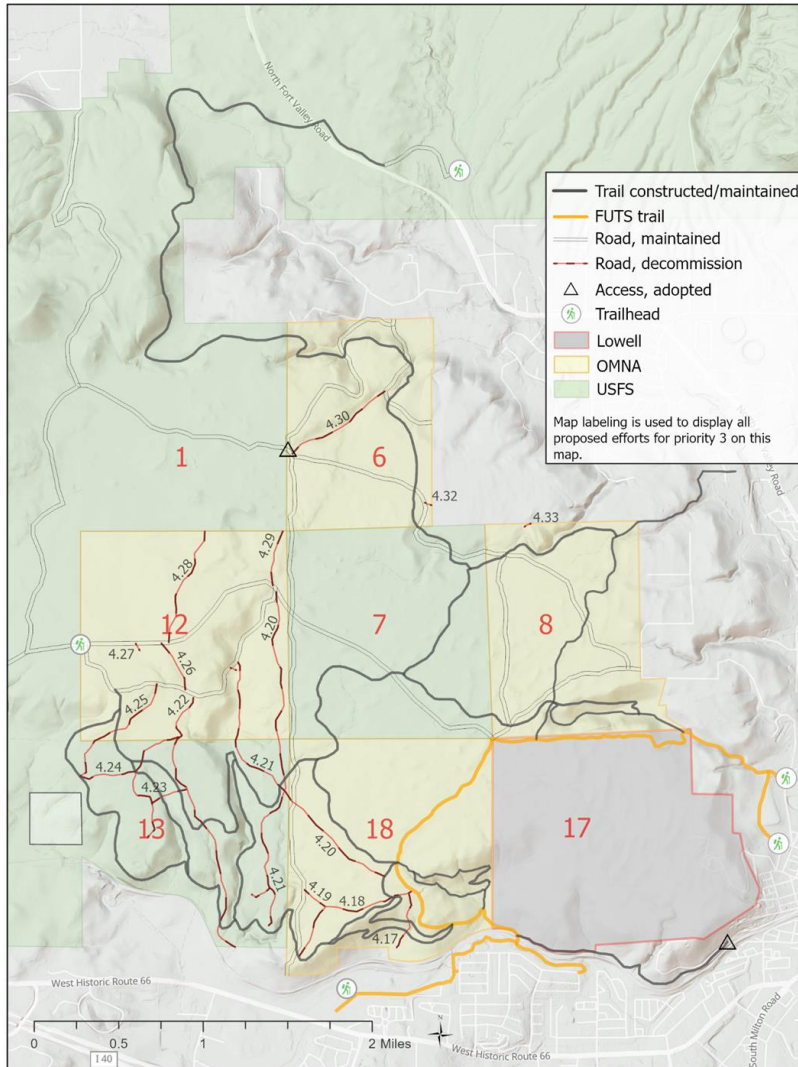 North Fort Valley Road
Trail constructed/maintained
FUTS trail
Road, maintained
Road, decommission
Access, adopted
Trailhead
Lowell
OMNA
USFS
Map labeling is used to display all
proposed efforts for priority 3 on this
map.
Valley Road
4.30
1
6
4.32
4.33
4.29
4.28
4.20
12
7
8
4.27
4.26
4.25
4.22
4.24
4.21
4.23
13
18
17
4.20
4.19
4.18
4.21
4.17
West Historic Route 66
South Milton Road
N
0
0.5
1
2 Miles
West Historic Route 66
I 40